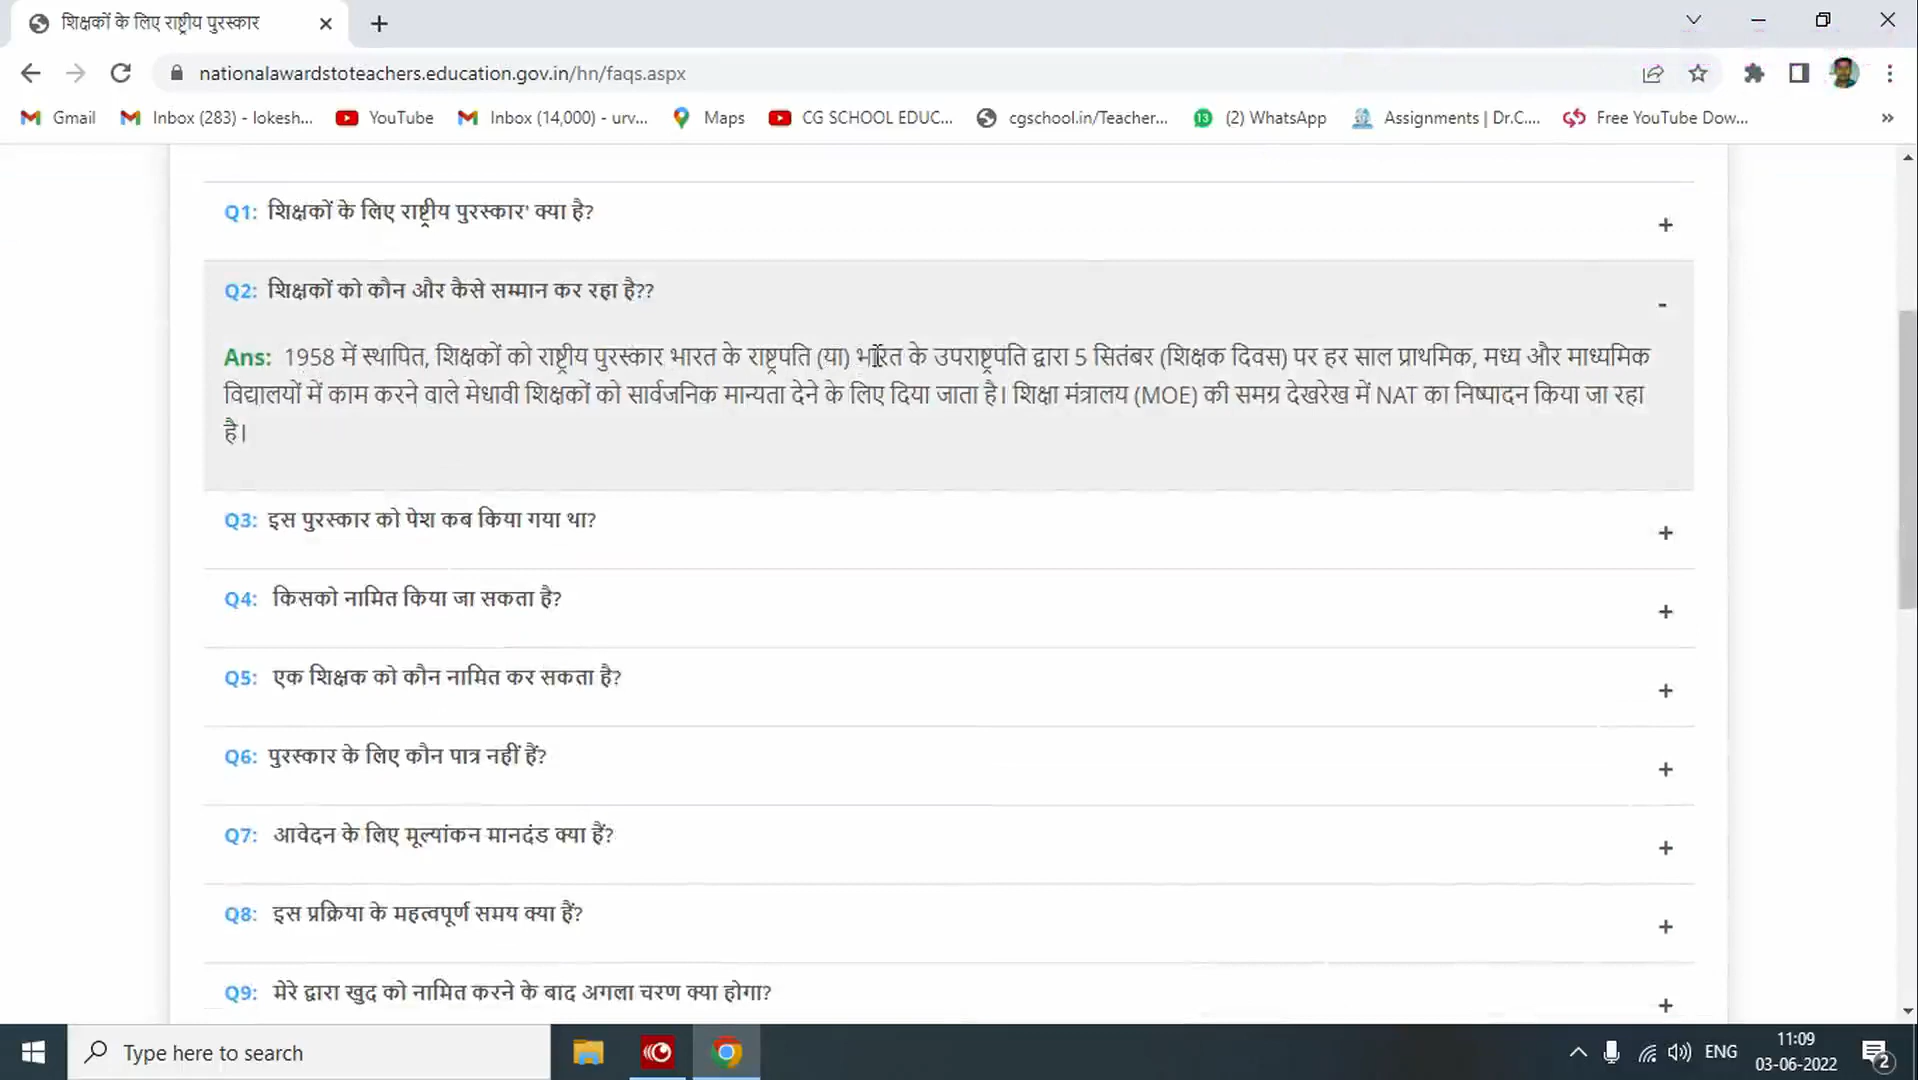 शिक्षकों के लिए राष्ट्रीय पुरस्कार
nationalawardstoteachers.education.gov.in/hn/faqs.aspx
Gmail
Inbox (283) - lokesh...
YouTube
Inbox (14,000) - urv...
Maps
CG SCHOOL EDUC...
cgschool.in/Teacher...
13
(2) WhatsApp
Assignments | Dr.C....
Free YouTube Dow...
»
Q1: शिक्षकों के लिए राष्ट्रीय पुरस्कार' क्या है?
+
Q2: शिक्षकों को कौन और कैसे सम्मान कर रहा है??
-
Ans: 1958 में स्थापित, शिक्षकों को राष्ट्रीय पुरस्कार भारत के राष्ट्रपति (या) भारत के उपराष्ट्रपति द्वारा 5 सितंबर (शिक्षक दिवस) पर हर साल प्राथमिक, मध्य और माध्यमिक
विद्यालयों में काम करने वाले मेधावी शिक्षकों को सार्वजनिक मान्यता देने के लिए दिया जाता है। शिक्षा मंत्रालय (MOE) की समग्र देखरेख में NAT का निष्पादन किया जा रहा
है।
Q3: इस पुरस्कार को पेश कब किया गया था?
+
Q4: किसको नामित किया जा सकता है?
+
Q5: एक शिक्षक को कौन नामित कर सकता है?
+
Q6: पुरस्कार के लिए कौन पात्र नहीं हैं?
+
Q7: आवेदन के लिए मूल्यांकन मानदंड क्या हैं?
+
Q8: इस प्रक्रिया के महत्वपूर्ण समय क्या हैं?
+
Q9: मेरे द्वारा खुद को नामित करने के बाद अगला चरण क्या होगा?
+
Type here to search
ENG
11:09
03-06-2022
2